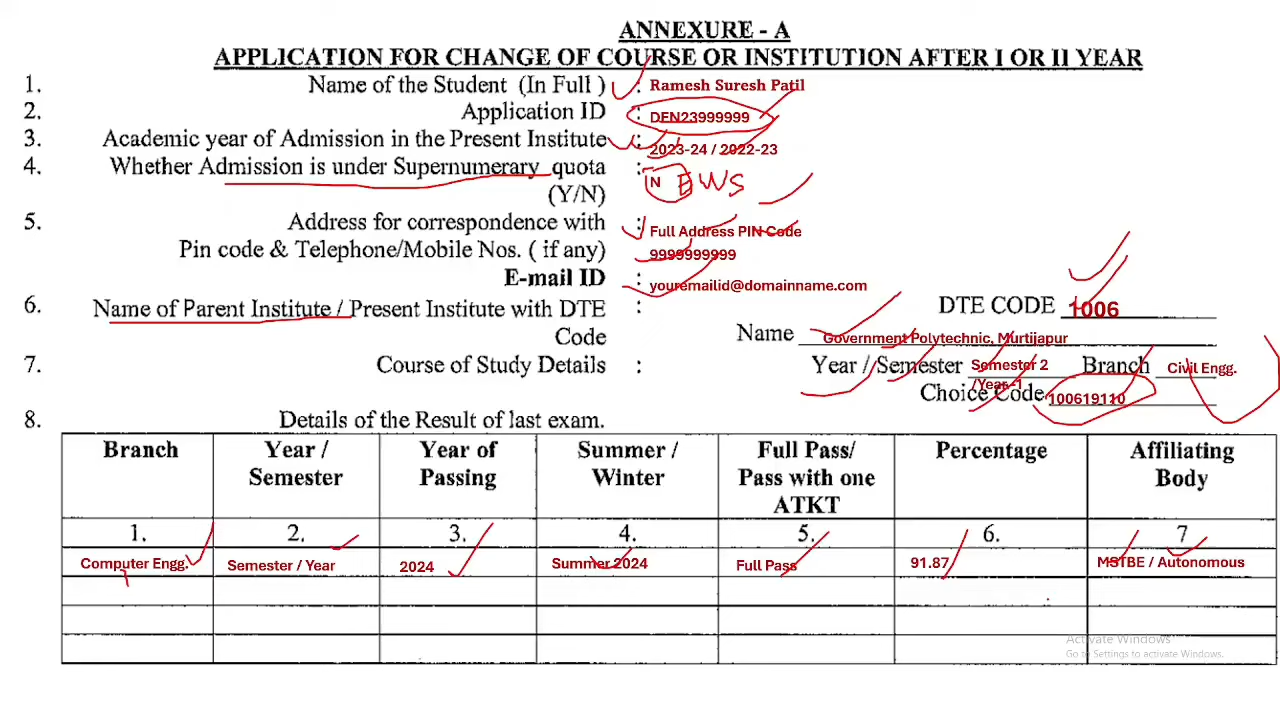 ANNEXURE - A
APPLICATION FOR CHANGE OF COURSE OR INSTITUTION AFTER I OR II YEAR
1. Name of the Student (In Full ) : Ramesh Suresh Patil
2. Application ID : DEN23999999
3. Academic year of Admission in the Present Institute : 2023-24 / 2022-23
4. Whether Admission is under Supernumerary quota : N EWS
(Y/N)
5. Address for correspondence with : Full Address PIN Code
Pin code & Telephone/Mobile Nos. ( if any) 9999999999
E-mail ID : youremailid@domainname.com
6. Name of Parent Institute / Present Institute with DTE : DTE CODE 1006
Code Name Government Polytechnic, Murtijapur
7. Course of Study Details : Year / Semester Semester 2 Branch Civil Engg.
/Year-1
Choice Code 100619110
8. Details of the Result of last exam.
Branch Year / Year of Summer / Full Pass/ Percentage Affiliating
Semester Passing Winter Pass with one Body
ATKT
1. 2. 3. 4. 5. 6. 7
Computer Engg. Semester / Year 2024 Summer 2024 Full Pass 91.87 MSTBE / Autonomous
Activate Windows
Go to Settings to activate Windows.